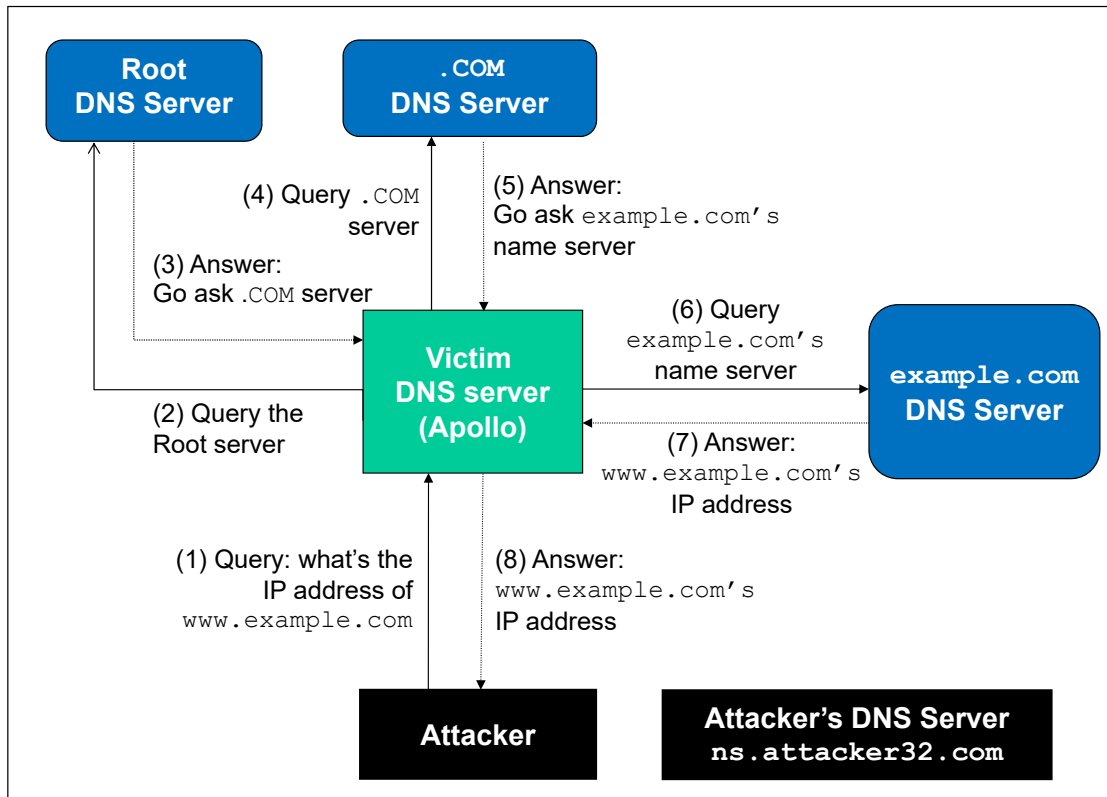 Root
DNS Server
.COM
DNS Server
(4) Query .COM
server
(5) Answer:
Go ask example.com’s
name server
(3) Answer:
Go ask .COM server
(6) Query
example.com’s
name server
Victim
DNS server
(Apollo)
example.com
DNS Server
(2) Query the
Root server
(7) Answer:
www.example.com’s
IP address
(1) Query: what’s the
IP address of
www.example.com
(8) Answer:
www.example.com’s
IP address
Attacker
Attacker’s DNS Server
ns.attacker32.com